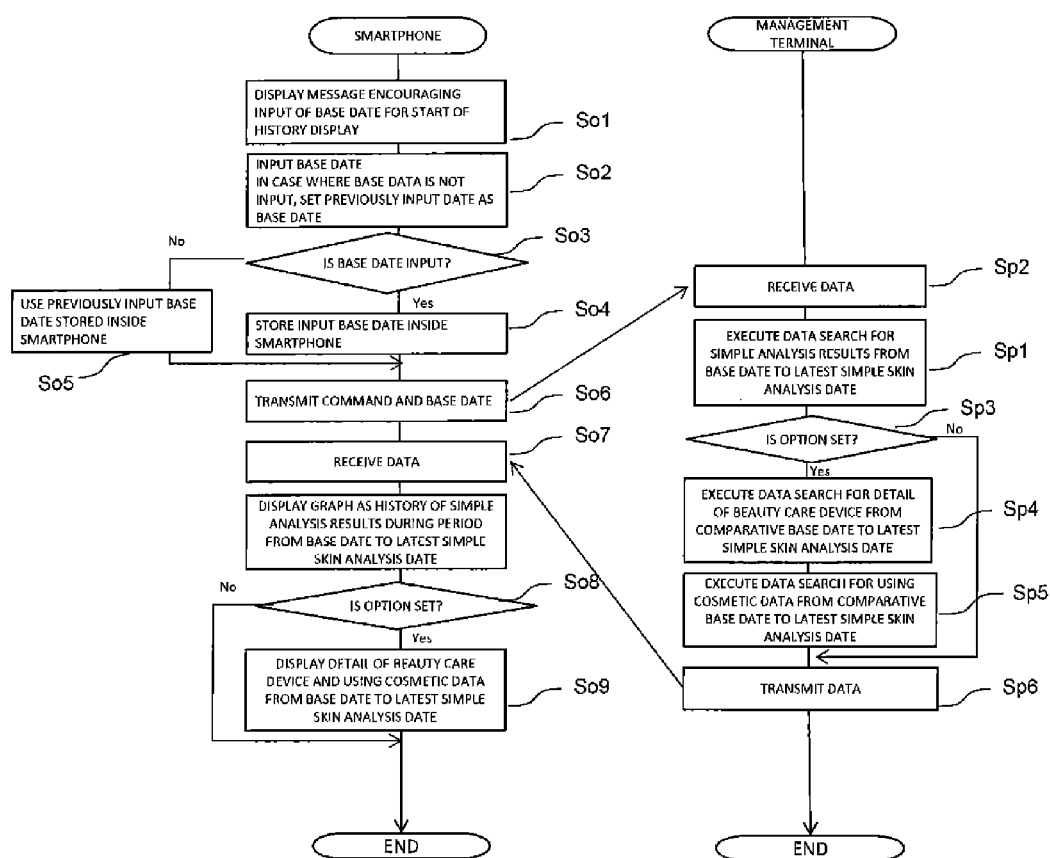 SMARTPHONE
DISPLAY MESSAGE ENCOURAGING
INPUT OF BASE DATE FOR START OF
HISTORY DISPLAY
So1
INPUT BASE DATE
IN CASE WHERE BASE DATA IS NOT
INPUT, SET PREVIOUSLY INPUT DATE AS
BASE DATE
So2
So3
No
IS BASE DATE INPUT?
Yes
USE PREVIOUSLY INPUT BASE
DATE STORED INSIDE
SMARTPHONE
So5
STORE INPUT BASE DATE INSIDE
SMARTPHONE
So4
TRANSMIT COMMAND AND BASE DATE
So6
So7
RECEIVE DATA
DISPLAY GRAPH AS HISTORY OF SIMPLE
ANALYSIS RESULTS DURING PERIOD
FROM BASE DATE TO LATEST SIMPLE
SKIN ANALYSIS DATE
No
IS OPTION SET?
So8
Yes
DISPLAY DETAIL OF BEAUTY CARE
DEVICE AND USING COSMETIC DATA
FROM BASE DATE TO LATEST SIMPLE
SKIN ANALYSIS DATE
So9
END
MANAGEMENT
TERMINAL
RECEIVE DATA
Sp2
EXECUTE DATA SEARCH FOR
SIMPLE ANALYSIS RESULTS FROM
BASE DATE TO LATEST SIMPLE SKIN
ANALYSIS DATE
Sp1
Sp3
IS OPTION SET?
No
Yes
EXECUTE DATA SEARCH FOR DETAIL
OF BEAUTY CARE DEVICE FROM
COMPARATIVE BASE DATE TO LATEST
SIMPLE SKIN ANALYSIS DATE
Sp4
EXECUTE DATA SEARCH FOR USING
COSMETIC DATA FROM COMPARATIVE
BASE DATE TO LATEST SIMPLE SKIN
ANALYSIS DATE
Sp5
TRANSMIT DATA
Sp6
END